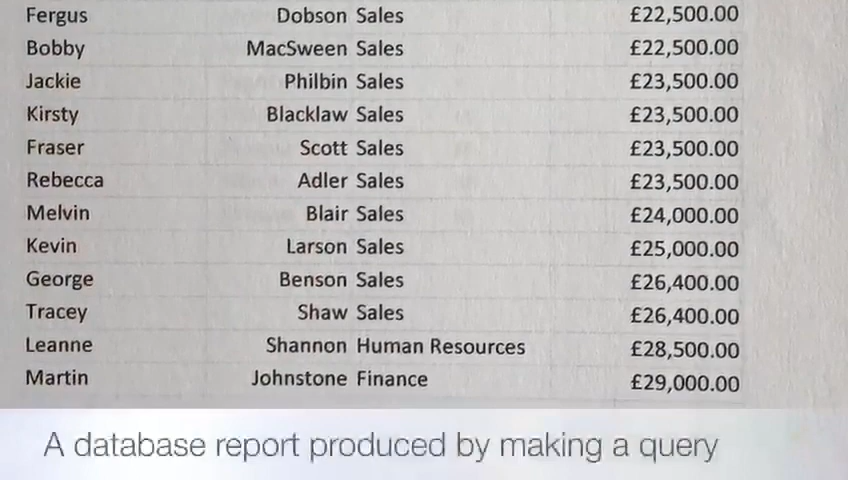 Fergus Dobson Sales £22,500.00
Bobby MacSween Sales £22,500.00
Jackie Philbin Sales £23,500.00
Kirsty Blacklaw Sales £23,500.00
Fraser Scott Sales £23,500.00
Rebecca Adler Sales £23,500.00
Melvin Blair Sales £24,000.00
Kevin Larson Sales £25,000.00
George Benson Sales £26,400.00
Tracey Shaw Sales £26,400.00
Leanne Shannon Human Resources £28,500.00
Martin Johnstone Finance £29,000.00
A database report produced by making a query